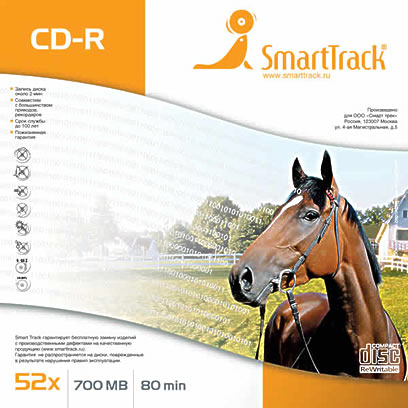 CD-R
SmartTrack®
www.smarttrack.ru
Запись диска
около 2 мин
Совместим
с большинством
приводов,
рекордеров
Срок службы
до 100 лет
Пожизненная
гарантия
Произведено
для ООО «Смарт трек»
Россия, 123007 Москва
ул. 4-ая Магистральная, д.5
Smart Track гарантирует бесплатную замену изделий
с производственными дефектами на качественную
продукцию (www. smarttrack.ru).
Гарантия не распространяется на диски, поврежденные
в результате нарушения правил эксплуатации.
COMPACT
disc
ReWritable
52x
700 MB
80 min